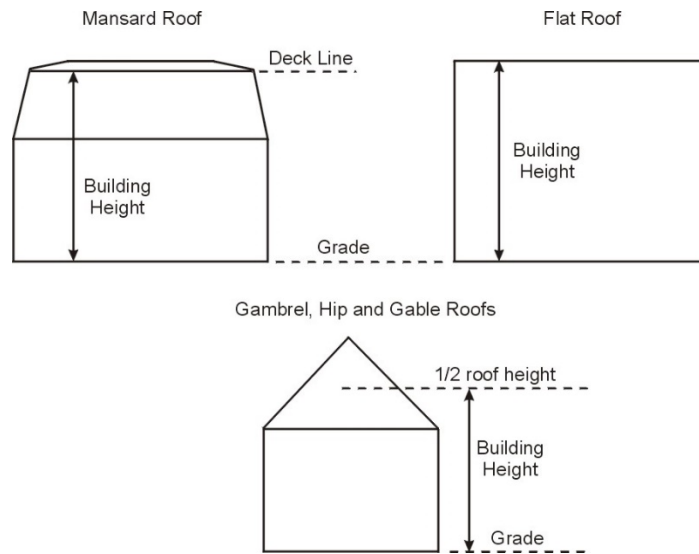 Mansard Roof
Flat Roof
Deck Line
Building
Height
Building
Height
Grade
Gambrel, Hip and Gable Roofs
1/2 roof height
Building
Height
Grade